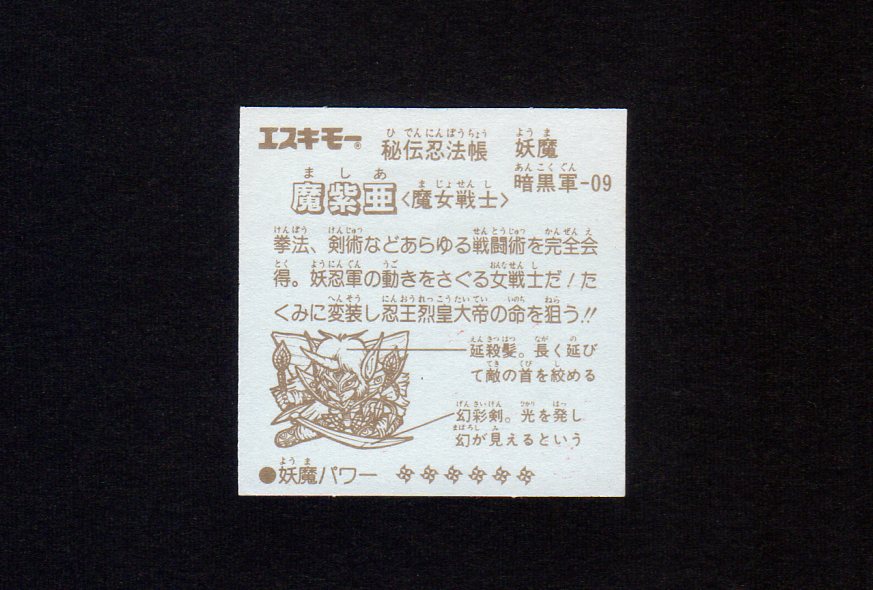 エスキモー® 秘伝忍法帳 妖魔
暗黒軍-09
魔紫亜〈魔女戦士〉
拳法、剣術などあらゆる戦闘術を完全会
得。妖忍軍の動きをさぐる女戦士だ!た
くみに変装し忍王烈皇大帝の命を狙う!!
延殺髪。長く延び
て敵の首を絞める
幻彩剣。光を発し
幻が見えるという
●妖魔パワー